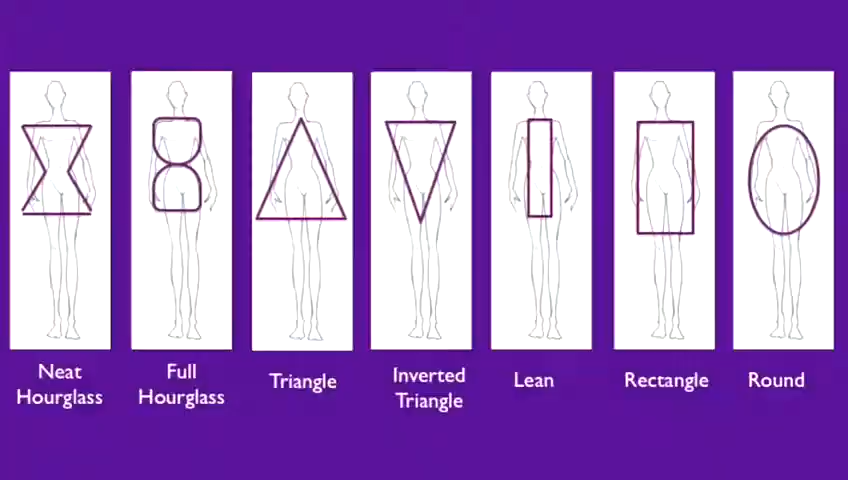 Neat
Hourglass
Full
Hourglass
Triangle
Inverted
Triangle
Lean
Rectangle
Round